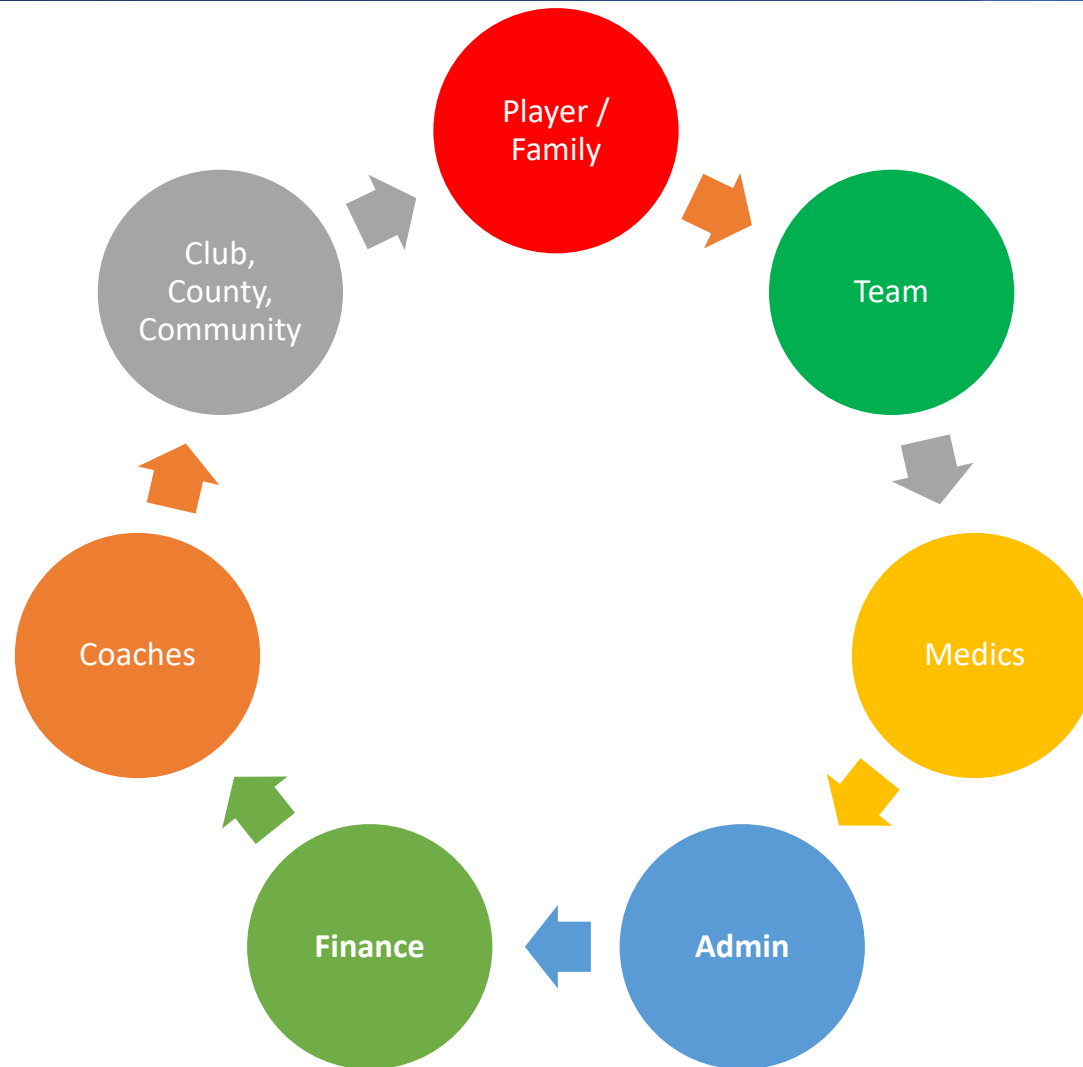 Player /
Family
Team
Medics
Admin
Finance
Coaches
Club,
County,
Community